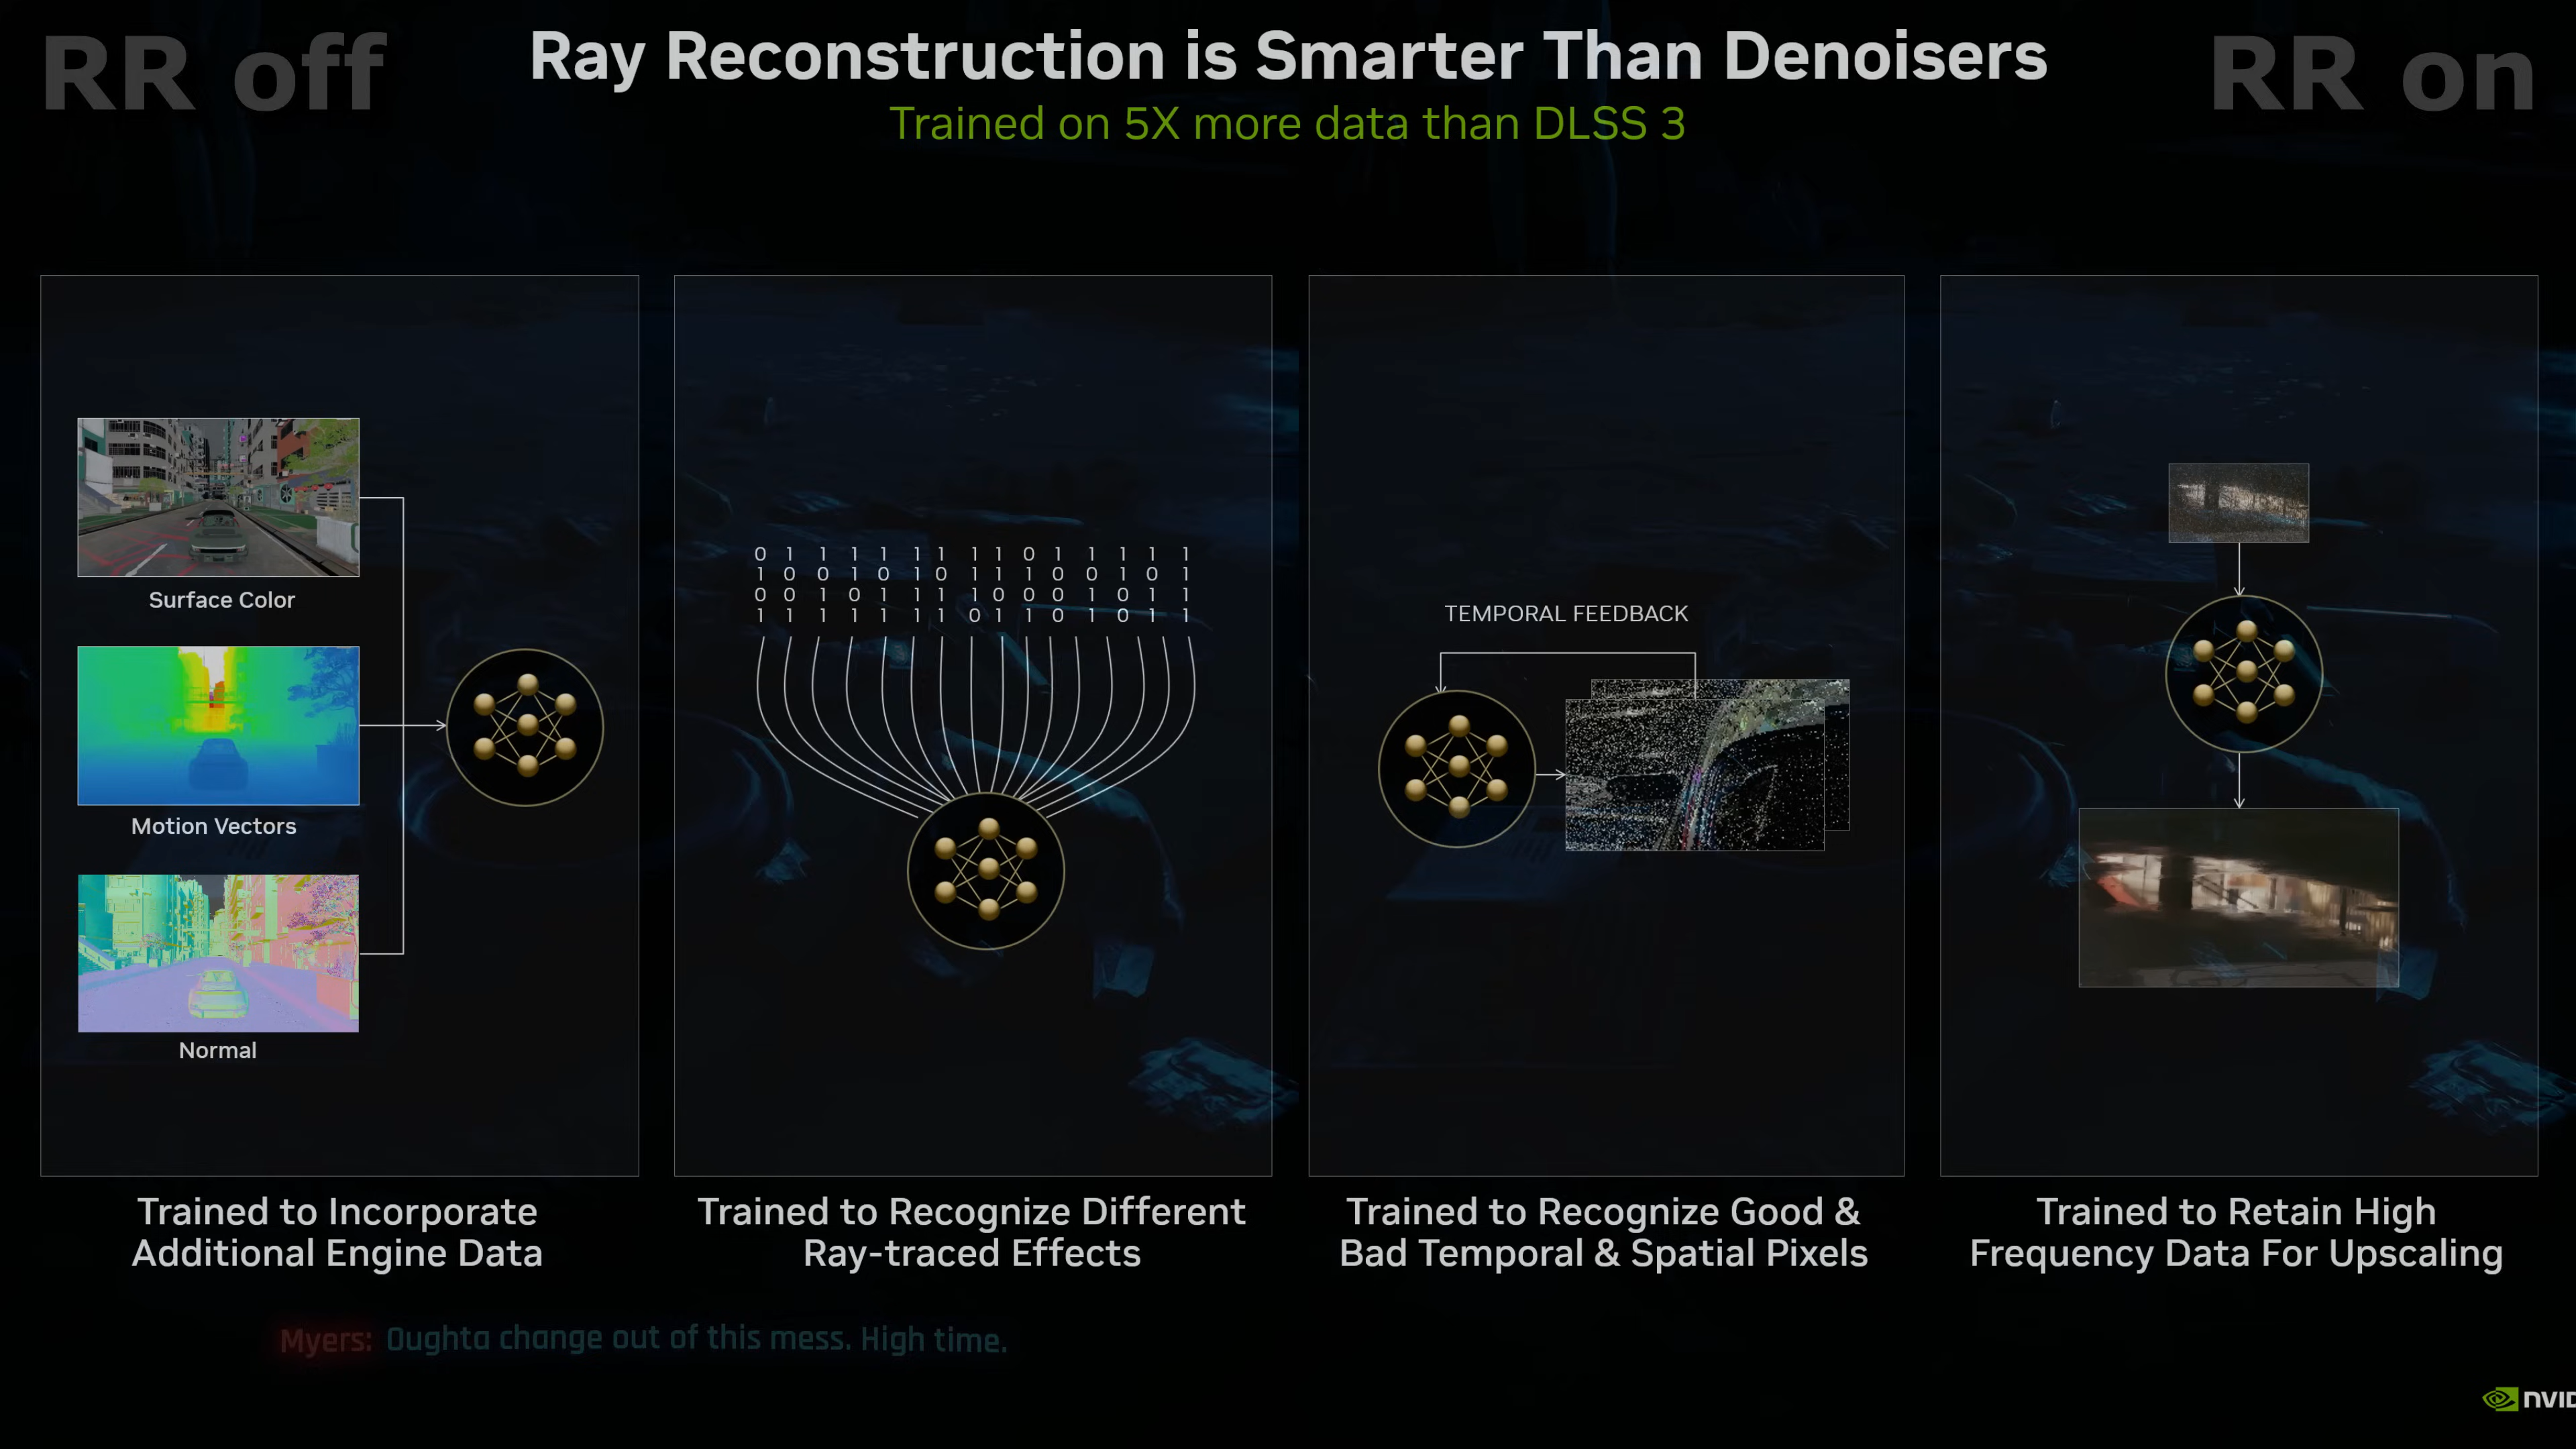 RR off
Ray Reconstruction is Smarter Than Denoisers
RR on
Trained on 5X more data than DLSS 3
Surface Color
Motion Vectors
Normal
Trained to Incorporate
Additional Engine Data
0 1 1 1 1 1 1 1 1 0 1 1 1 1 1
1 0 0 1 0 1 0 1 1 1 0 0 1 0 1
0 0 1 0 1 1 1 1 0 0 0 1 0 1 1
1 1 1 1 1 1 1 0 1 1 0 1 0 1 1
Trained to Recognize Different
Ray-traced Effects
TEMPORAL FEEDBACK
Trained to Recognize Good &
Bad Temporal & Spatial Pixels
Trained to Retain High
Frequency Data For Upscaling
Myers: Oughta change out of this mess. High time.
NVID